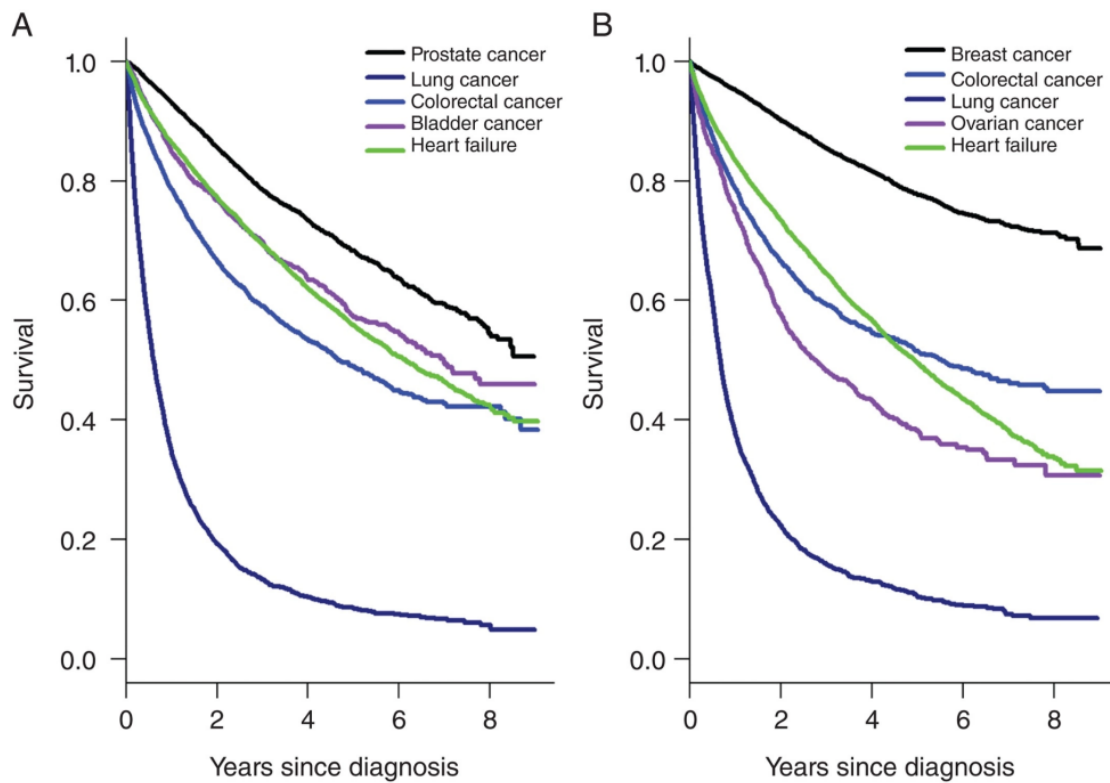 A
Prostate cancer
Lung cancer
Colorectal cancer
Bladder cancer
Heart failure
1.0
0.8
0.6
0.4
0.2
0.0
Survival
0 2 4 6 8
Years since diagnosis
B
Breast cancer
Colorectal cancer
Lung cancer
Ovarian cancer
Heart failure
1.0
0.8
0.6
0.4
0.2
0.0
Survival
0 2 4 6 8
Years since diagnosis